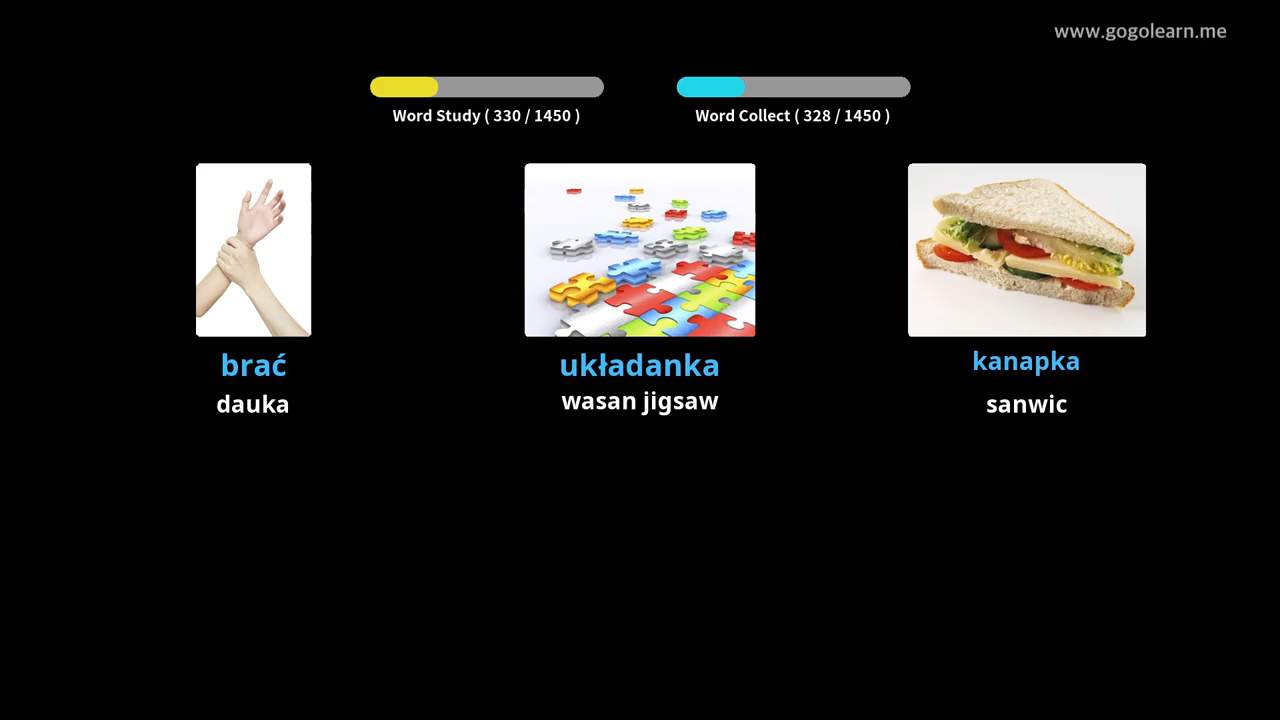 www.gogolearn.me
Word Study ( 330 / 1450 )
Word Collect ( 328 / 1450 )
brać
dauka
układanka
wasan jigsaw
kanapka
sanwic